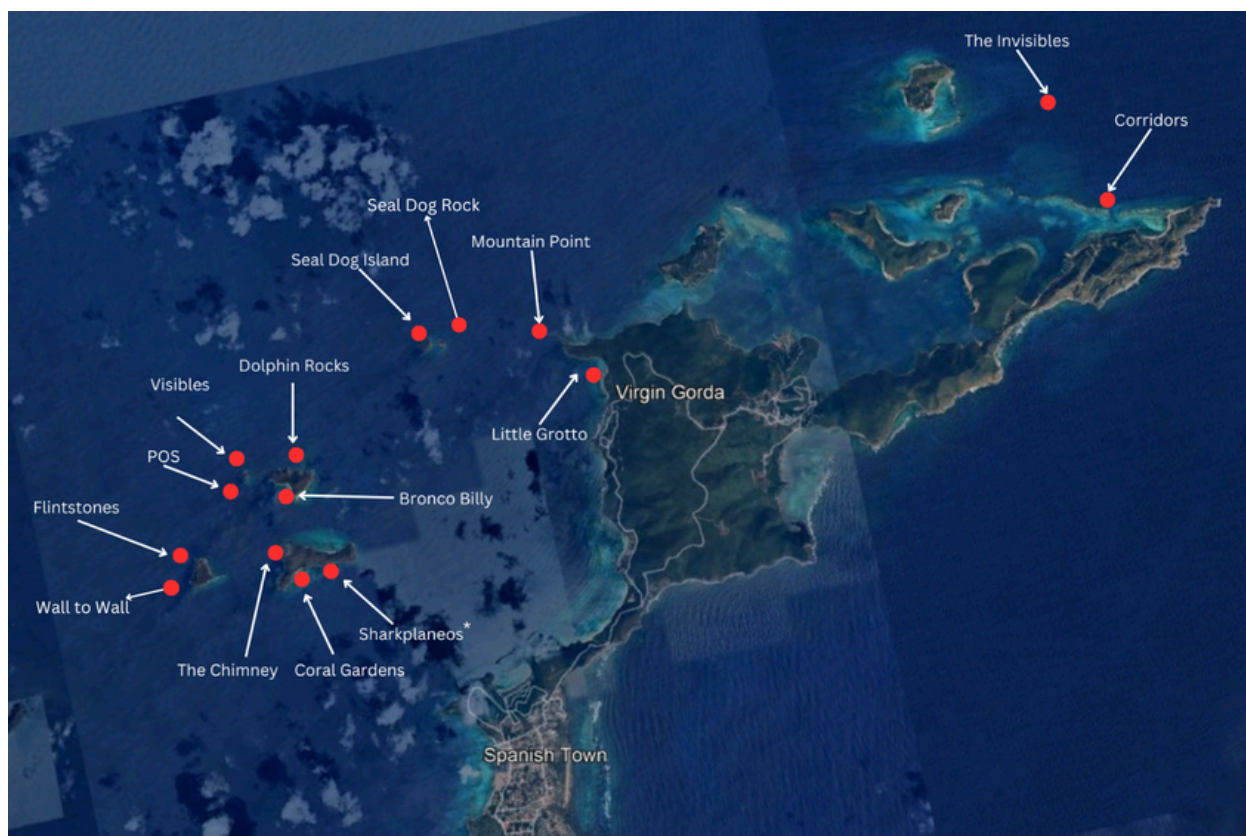 The Invisibles
Corridors
Seal Dog Rock
Mountain Point
Seal Dog Island
Dolphin Rocks
Visibles
Virgin Gorda
Little Grotto
POS
Bronco Billy
Flintstones
Wall to Wall
Sharkplaneos*
The Chimney
Coral Gardens
Spanish Town